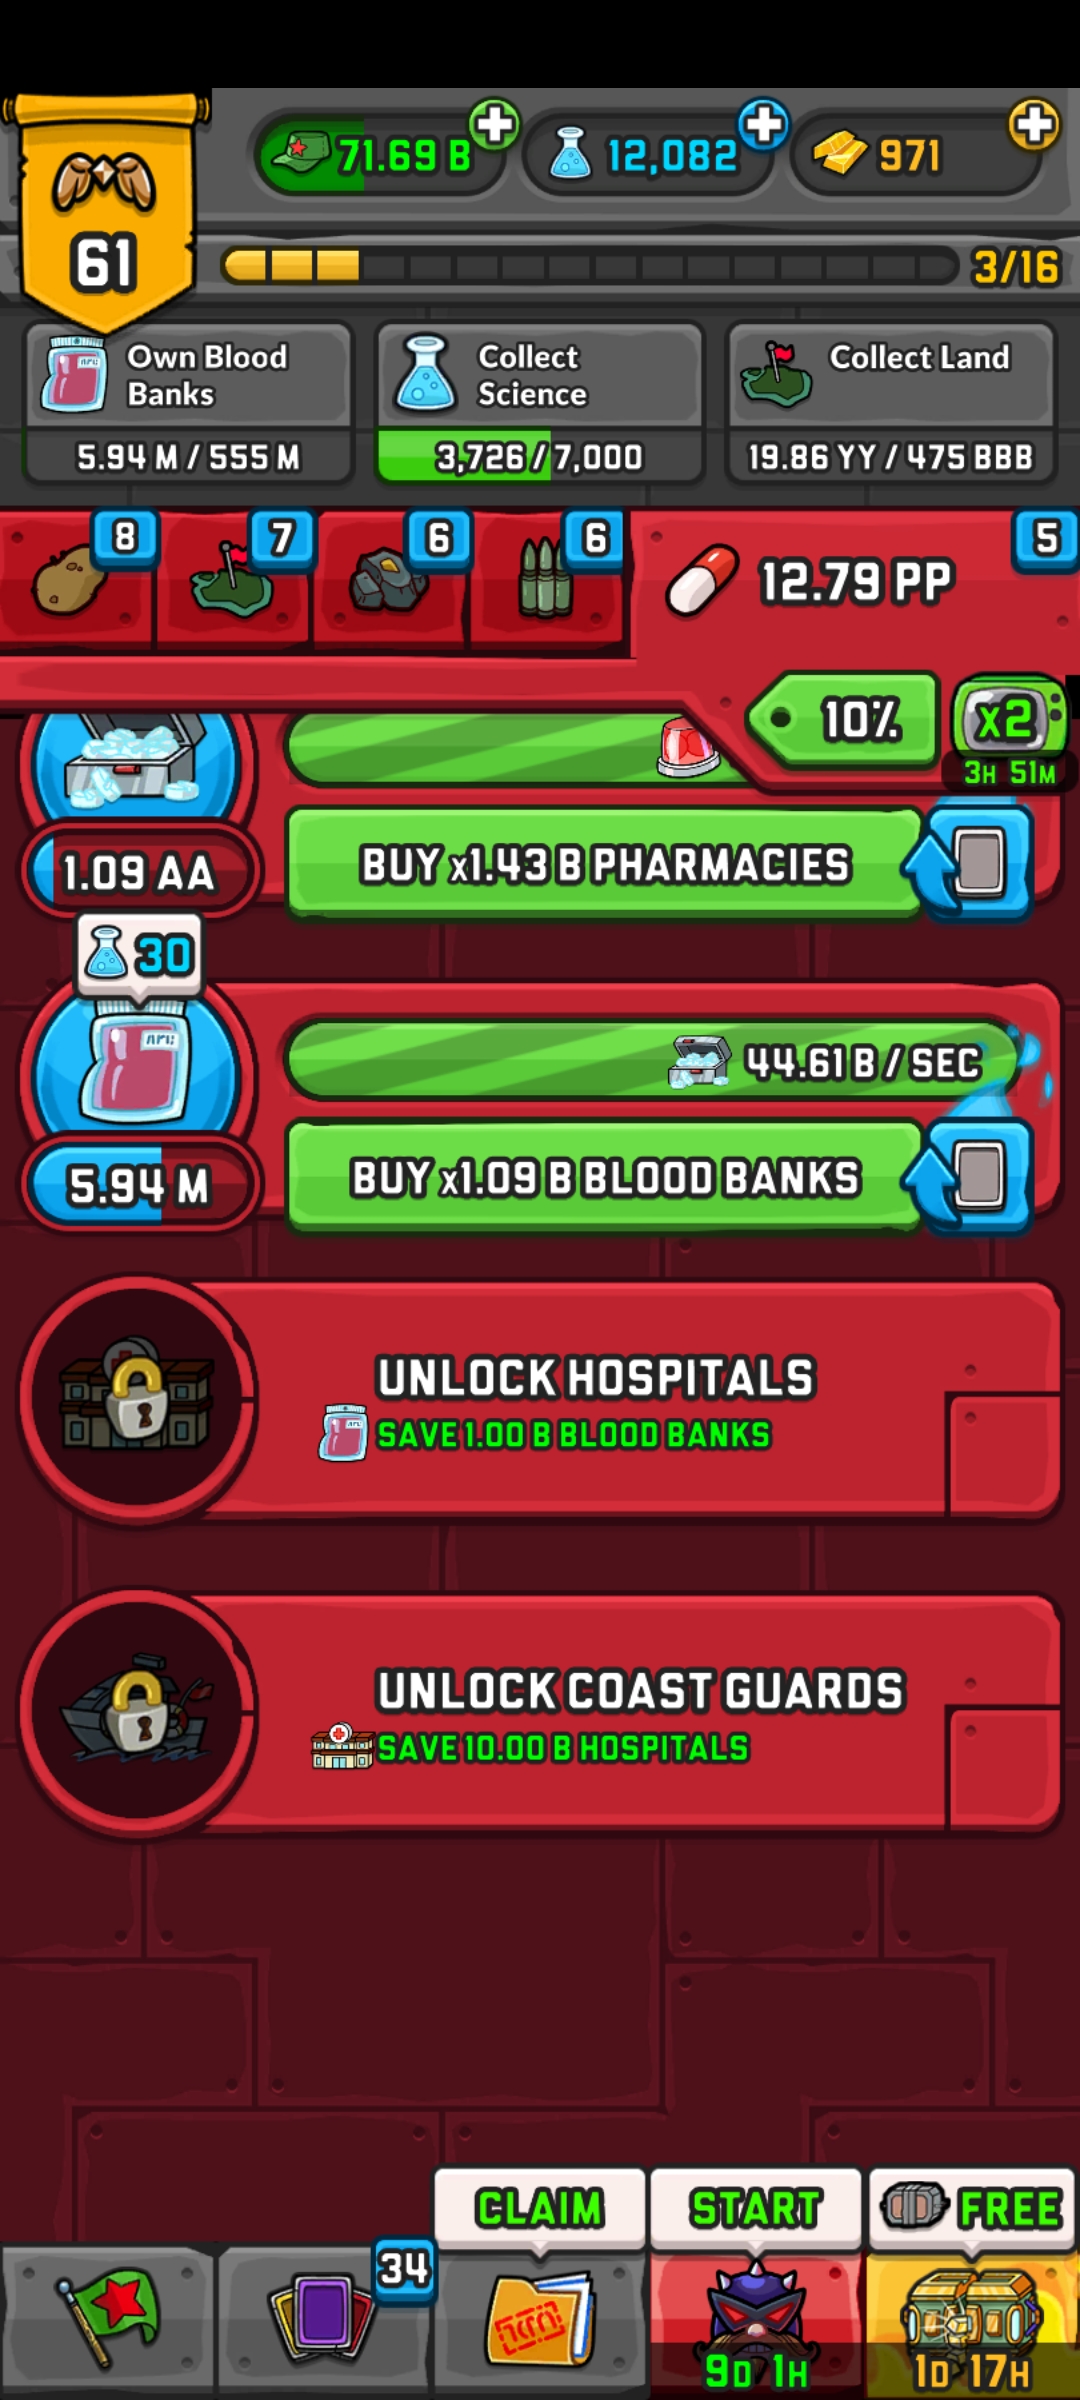 61
71.69 B
12,082
971
3/16
Own Blood
Banks
5.94 M / 555 M
Collect
Science
3,726 / 7,000
Collect Land
19.86 YY / 475 BBB
8
7
6
6
5
12.79 PP
10%
x2
3H 51M
1.09 AA
BUY x1.43 B PHARMACIES
30
44.61 B / SEC
5.94 M
BUY x1.09 B BLOOD BANKS
UNLOCK HOSPITALS
SAVE 1.00 B BLOOD BANKS
UNLOCK COAST GUARDS
SAVE 10.00 B HOSPITALS
CLAIM
START
FREE
34
9D 1H
1D 17H